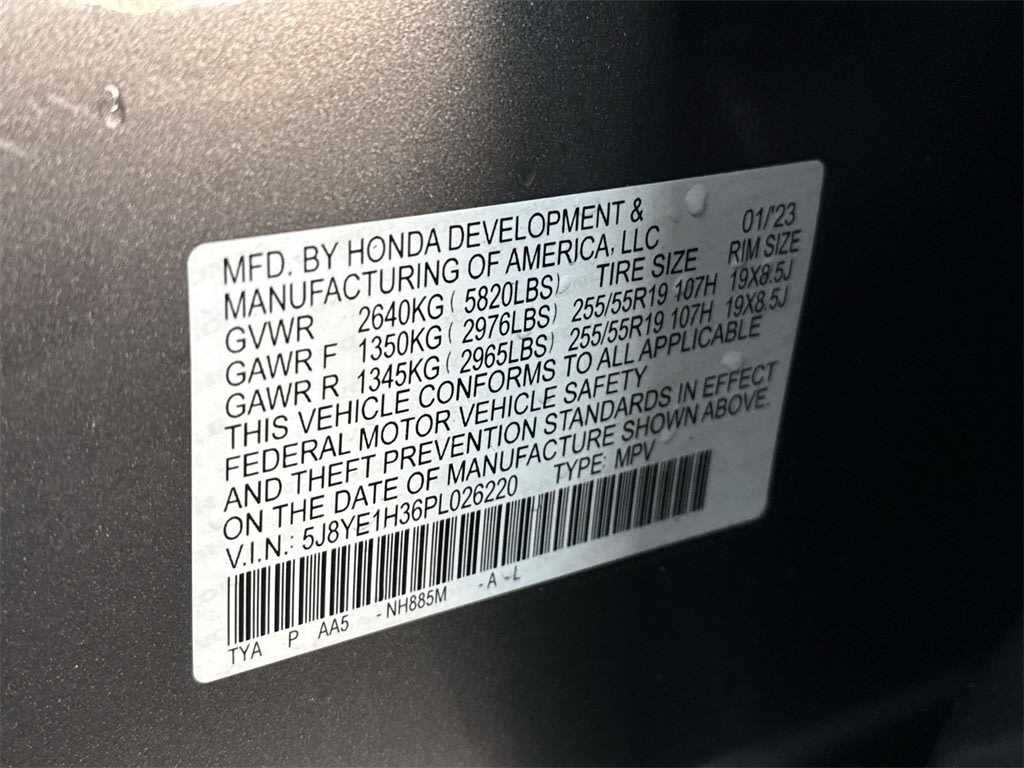 MFD. BY HONDA DEVELOPMENT &
MANUFACTURING OF AMERICA, LLC 01/'23
GVWR 2640KG ( 5820LBS) TIRE SIZE RIM SIZE
GAWR F 1350KG ( 2976LBS) 255/55R19 107H 19X8.5J
GAWR R 1345KG ( 2965LBS) 255/55R19 107H 19X8.5J
THIS VEHICLE CONFORMS TO ALL APPLICABLE
FEDERAL MOTOR VEHICLE SAFETY
AND THEFT PREVENTION STANDARDS IN EFFECT
ON THE DATE OF MANUFACTURE SHOWN ABOVE.
V.I.N.: 5J8YE1H36PL026220 TYPE: MPV
TYA P AA5 - NH885M - A - L